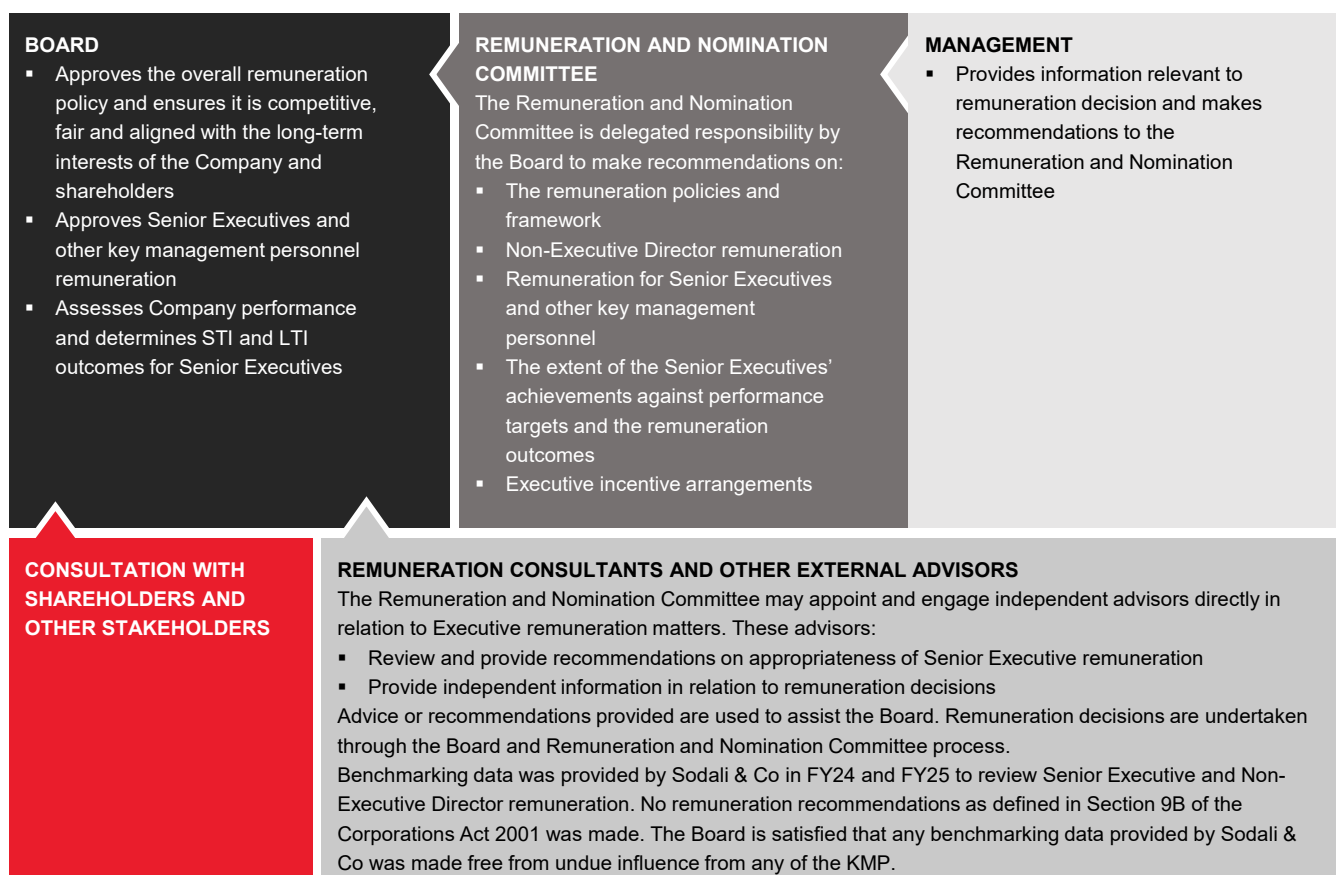 BOARD
▪ Approves the overall remuneration
policy and ensures it is competitive,
fair and aligned with the long-term
interests of the Company and
shareholders
▪ Approves Senior Executives and
other key management personnel
remuneration
▪ Assesses Company performance
and determines STI and LTI
outcomes for Senior Executives
REMUNERATION AND NOMINATION
COMMITTEE
The Remuneration and Nomination
Committee is delegated responsibility by
the Board to make recommendations on:
▪ The remuneration policies and
framework
▪ Non-Executive Director remuneration
▪ Remuneration for Senior Executives
and other key management
personnel
▪ The extent of the Senior Executives’
achievements against performance
targets and the remuneration
outcomes
▪ Executive incentive arrangements
MANAGEMENT
▪ Provides information relevant to
remuneration decision and makes
recommendations to the
Remuneration and Nomination
Committee
CONSULTATION WITH
SHAREHOLDERS AND
OTHER STAKEHOLDERS
REMUNERATION CONSULTANTS AND OTHER EXTERNAL ADVISORS
The Remuneration and Nomination Committee may appoint and engage independent advisors directly in
relation to Executive remuneration matters. These advisors:
▪ Review and provide recommendations on appropriateness of Senior Executive remuneration
▪ Provide independent information in relation to remuneration decisions
Advice or recommendations provided are used to assist the Board. Remuneration decisions are undertaken
through the Board and Remuneration and Nomination Committee process.
Benchmarking data was provided by Sodali & Co in FY24 and FY25 to review Senior Executive and Non-
Executive Director remuneration. No remuneration recommendations as defined in Section 9B of the
Corporations Act 2001 was made. The Board is satisfied that any benchmarking data provided by Sodali &
Co was made free from undue influence from any of the KMP.